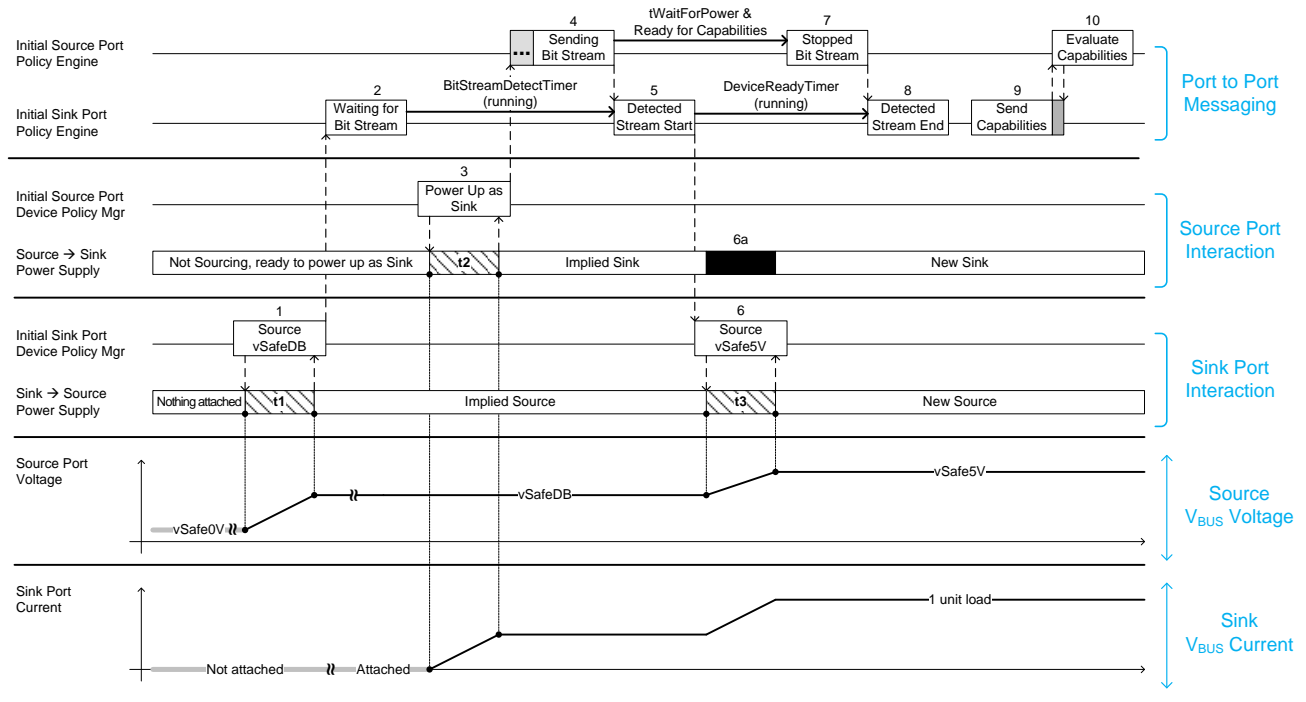 4
tWaitForPower &
Ready for Capabilities
7
10
Initial Source Port
Policy Engine
...
Sending
Bit Stream
Stopped
Bit Stream
Evaluate
Capabilities
Port to Port
Messaging
2
BitStreamDetectTimer
(running)
5
DeviceReadyTimer
(running)
8
9
Initial Sink Port
Policy Engine
Waiting for
Bit Stream
Detected
Stream Start
Detected
Stream End
Send
Capabilities
3
Initial Source Port
Device Policy Mgr
Power Up as
Sink
Source Port
Interaction
6a
Source → Sink
Power Supply
Not Sourcing, ready to power up as Sink
t2
Implied Sink
New Sink
1
6
Initial Sink Port
Device Policy Mgr
Source
vSafeDB
Source
vSafe5V
Sink Port
Interaction
Sink → Source
Power Supply
Nothing attached
t1
Implied Source
t3
New Source
Source Port
Voltage
vSafe0V
vSafeDB
vSafe5V
Source
VBUS Voltage
Sink Port
Current
Not attached
Attached
1 unit load
Sink
VBUS Current